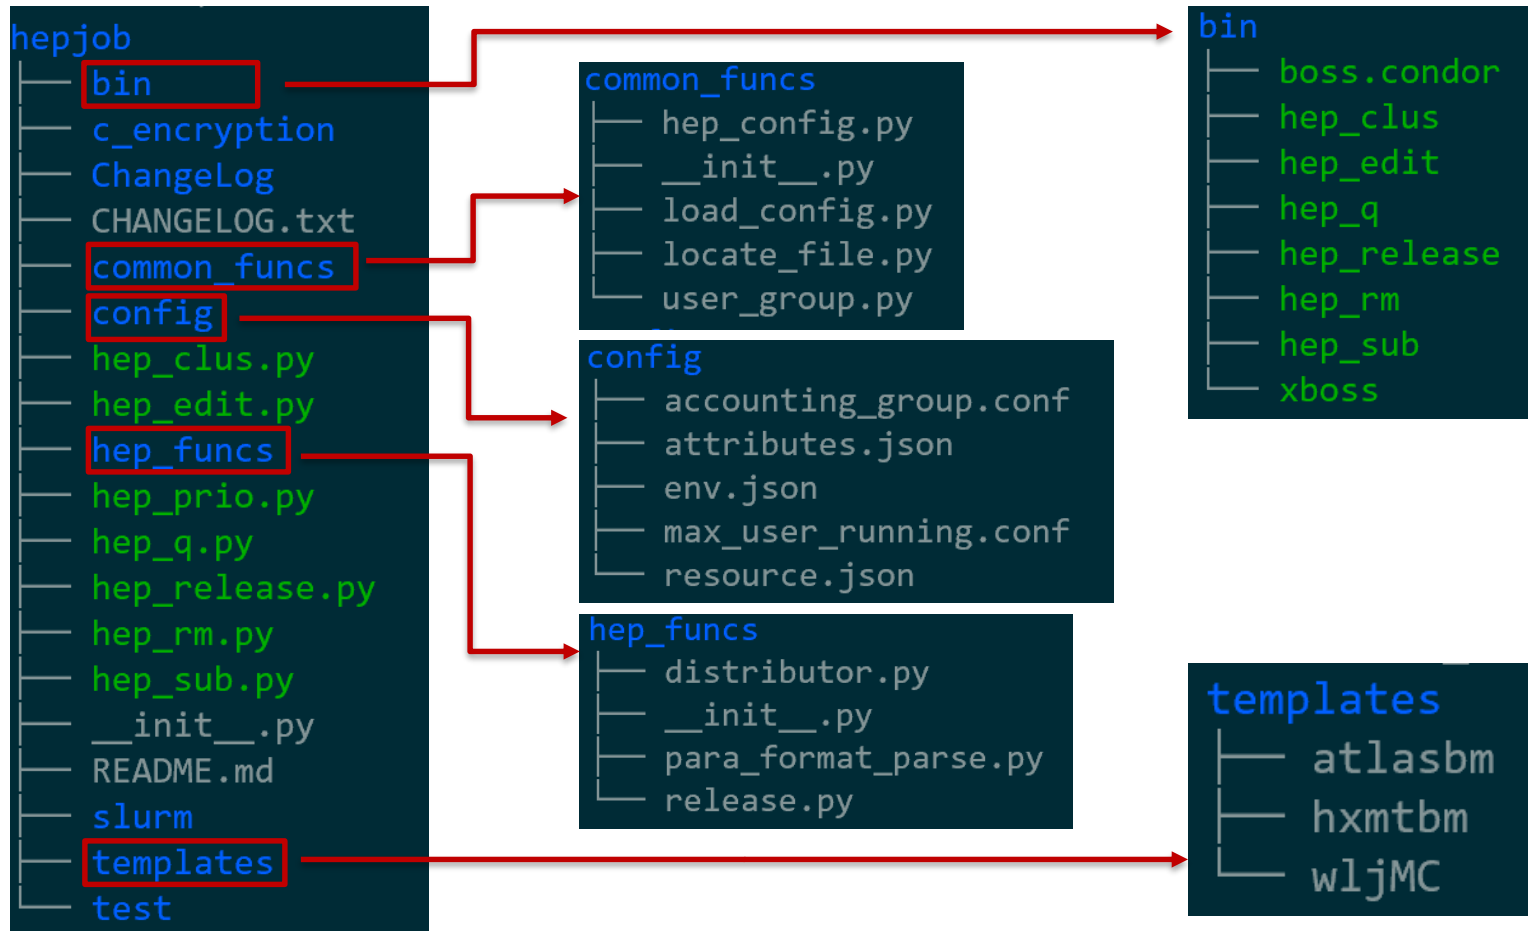 hepjob
bin
c_encryption
ChangeLog
CHANGELOG.txt
common_funcs
config
hep_clus.py
hep_edit.py
hep_funcs
hep_prio.py
hep_q.py
hep_release.py
hep_rm.py
hep_sub.py
__init__.py
README.md
slurm
templates
test
common_funcs
hep_config.py
__init__.py
load_config.py
locate_file.py
user_group.py
config
accounting_group.conf
attributes.json
env.json
max_user_running.conf
resource.json
hep_funcs
distributor.py
__init__.py
para_format_parse.py
release.py
bin
boss.condor
hep_clus
hep_edit
hep_q
hep_release
hep_rm
hep_sub
xboss
templates
atlasbm
hxmtbm
wljMC